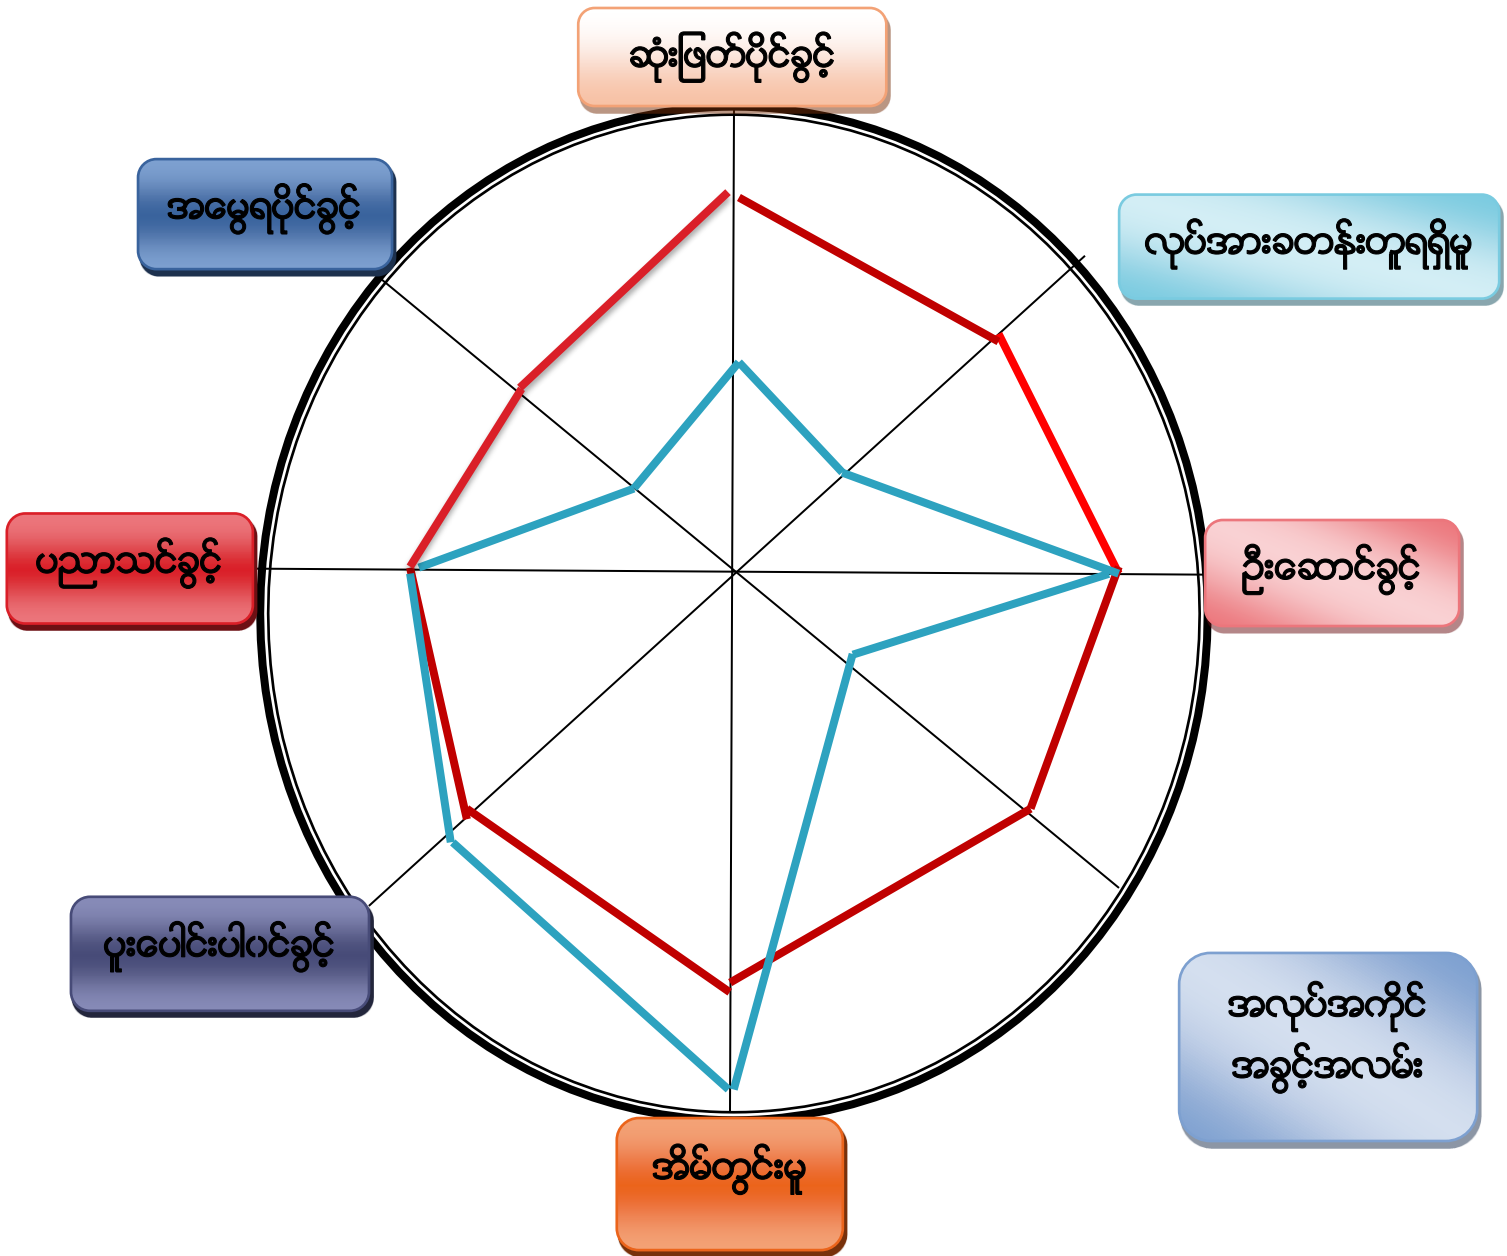 ဆုံးဖြတ်ပိုင်ခွင့်
အမွေရပိုင်ခွင့်
လုပ်အားခတန်းတူရရှိမူ
ပညာသင်ခွင့်
ဦးဆောင်ခွင့်
ပူးပေါင်းပါဂင်ခွင့်
အလုပ်အကိုင်
အခွင့်အလမ်း
အိမ်တွင်းမူ